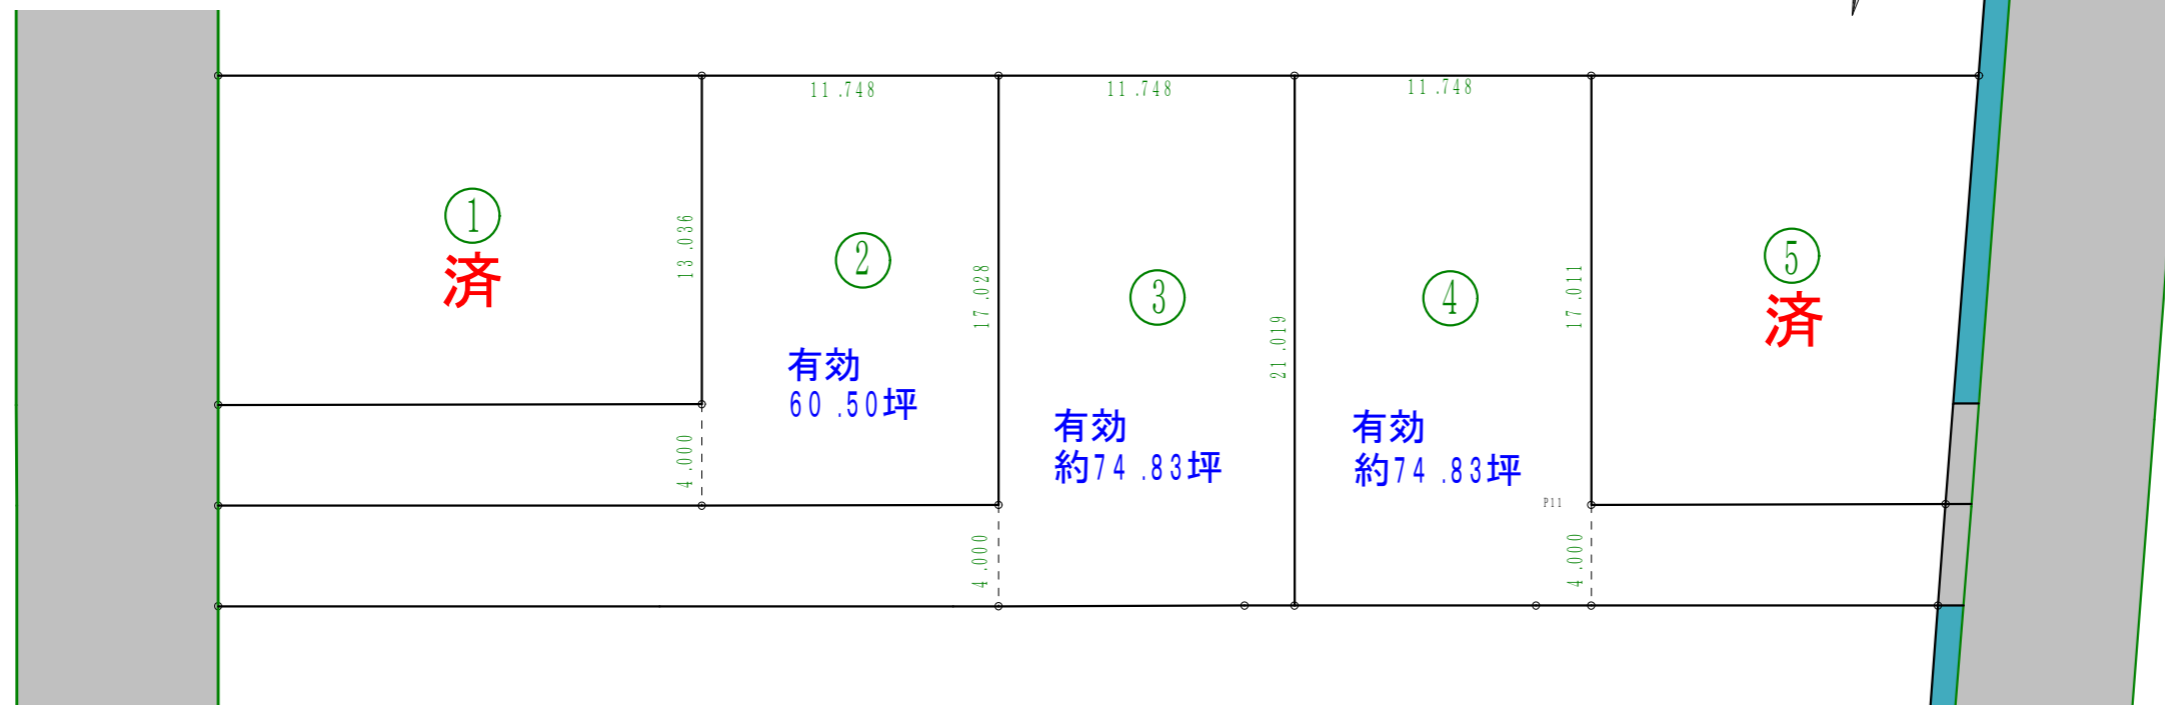 11.748
11.748
11.748
①
済
13.036
②
17.028
③
④
17.011
⑤
済
21.019
有効
60.50坪
有効
約74.83坪
有効
約74.83坪
4.000
P11
4.000
4.000